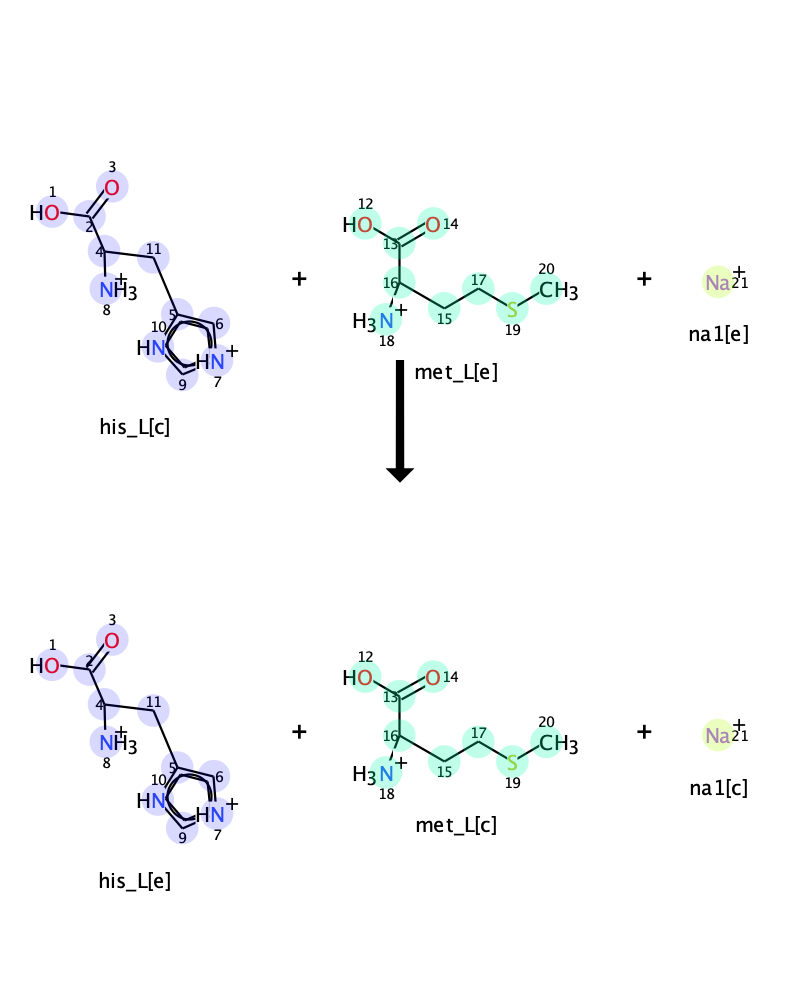 3
1
HO
O
2
4
11
+
NH3
8
5
10
6
HN
HN
+
9
7
his_L[c]
+
12
HO
O
14
13
16
17
20
CH3
+
H3N
18
15
S
19
met_L[e]
+
Na
+
21
na1[e]
3
1
HO
O
2
4
11
+
NH3
8
5
10
6
HN
HN
+
9
7
his_L[e]
+
12
HO
O
14
13
16
17
20
CH3
+
H3N
18
15
S
19
met_L[c]
+
Na
+
21
na1[c]